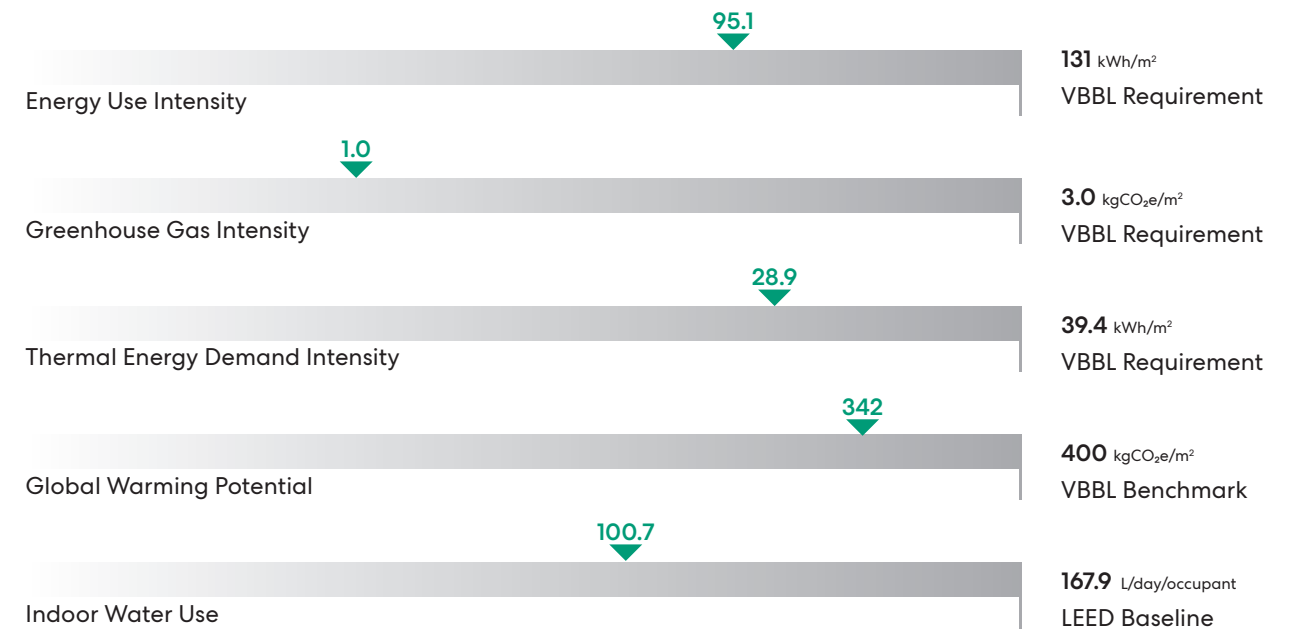 95.1
131 kWh/m²
Energy Use Intensity
VBBL Requirement
1.0
3.0 kgCO₂e/m²
Greenhouse Gas Intensity
VBBL Requirement
28.9
39.4 kWh/m²
Thermal Energy Demand Intensity
VBBL Requirement
342
400 kgCO₂e/m²
Global Warming Potential
VBBL Benchmark
100.7
167.9 L/day/occupant
Indoor Water Use
LEED Baseline